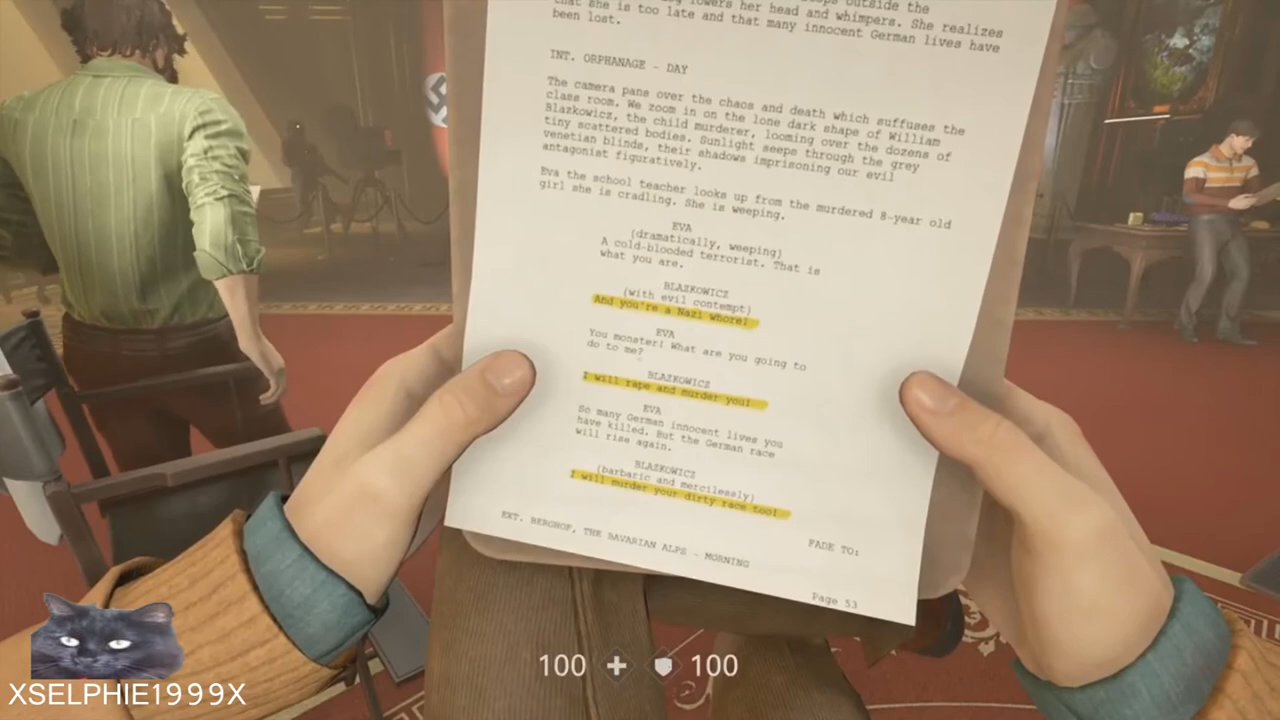 lowers her head and whimpers. She realizes
that she is too late and that many innocent German lives have
been lost.
INT. ORPHANAGE - DAY
The camera pans over the chaos and death which suffuses the
class room. We zoom in on the lone dark shape of William
Blazkowicz, the child murderer, looming over the dozens of
tiny scattered bodies. Sunlight seeps through the grey
venetian blinds, their shadows imprisoning our evil
antagonist figuratively.
Eva the school teacher looks up from the murdered 8-year old
girl she is cradling. She is weeping.
EVA
(dramatically, weeping)
A cold-blooded terrorist. That is
what you are.
BLAZKOWICZ
(with evil contempt)
And you're a Nazi whore!
EVA
You monster! What are you going to
do to me?
BLAZKOWICZ
I will rape and murder you!
EVA
So many German innocent lives you
have killed. But the German race
will rise again.
BLAZKOWICZ
(barbaric and mercilessly)
I will murder your dirty race too!
FADE TO:
EXT. BERGHOF, THE BAVARIAN ALPS - MORNING
Page 53
100 100
XSELPHIE1999X